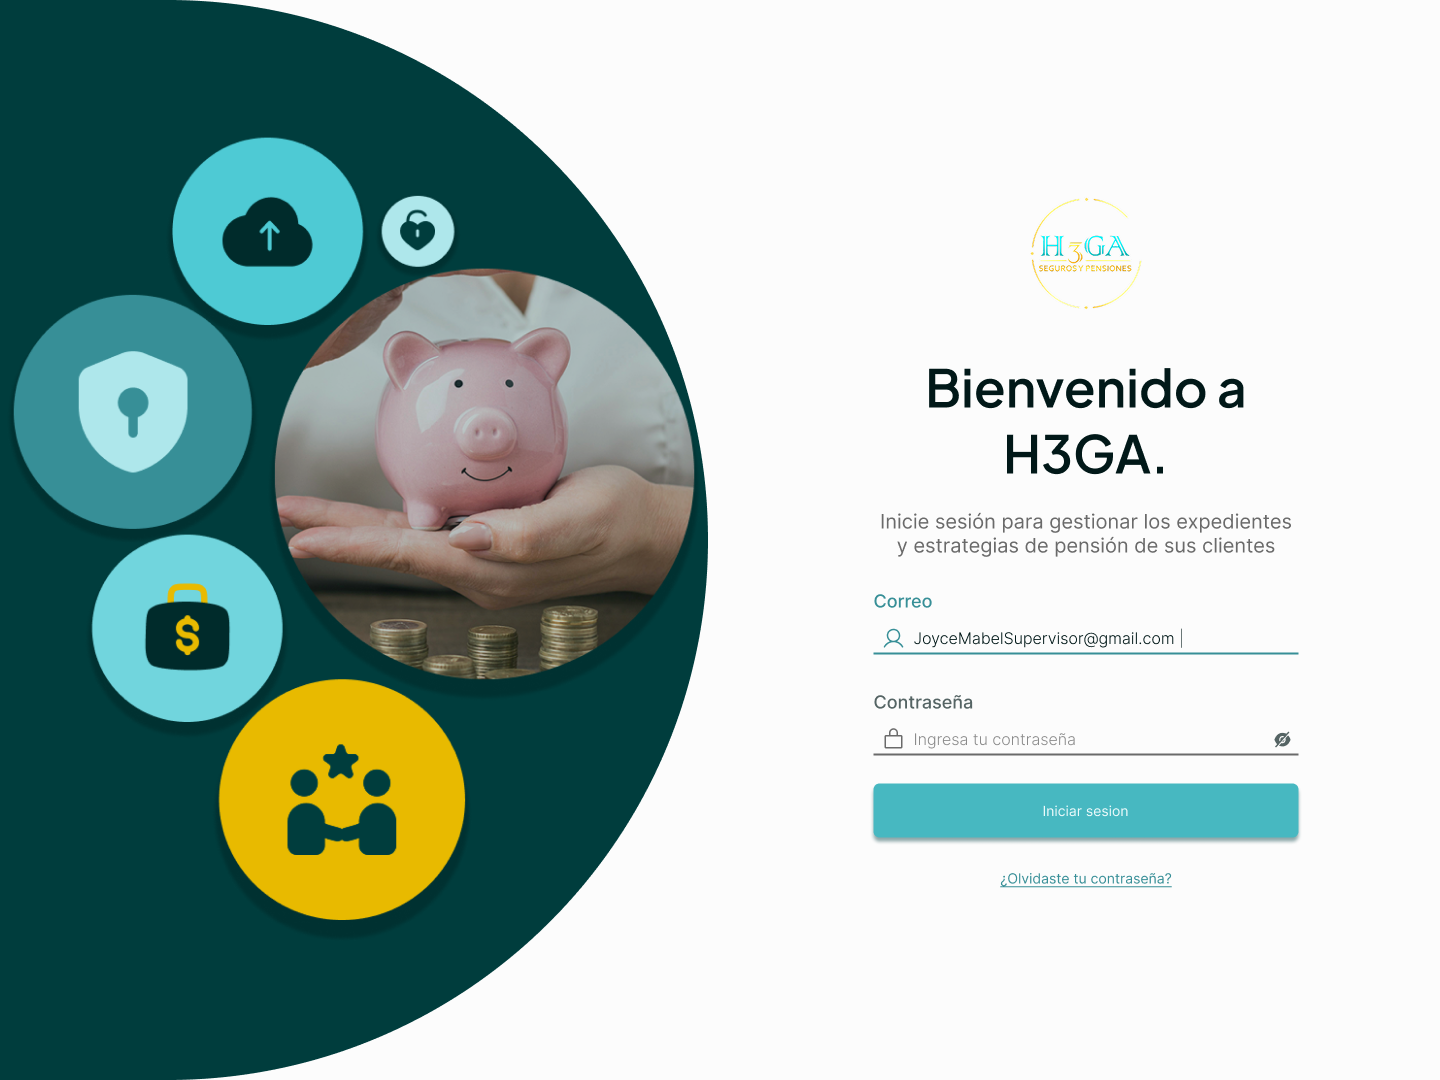 H3GA
SEGUROS Y PENSIONES
Bienvenido a
H3GA.
Inicie sesión para gestionar los expedientes
y estrategias de pensión de sus clientes
Correo
JoyceMabelSupervisor@gmail.com
Contraseña
Ingresa tu contraseña
Iniciar sesion
¿Olvidaste tu contraseña?